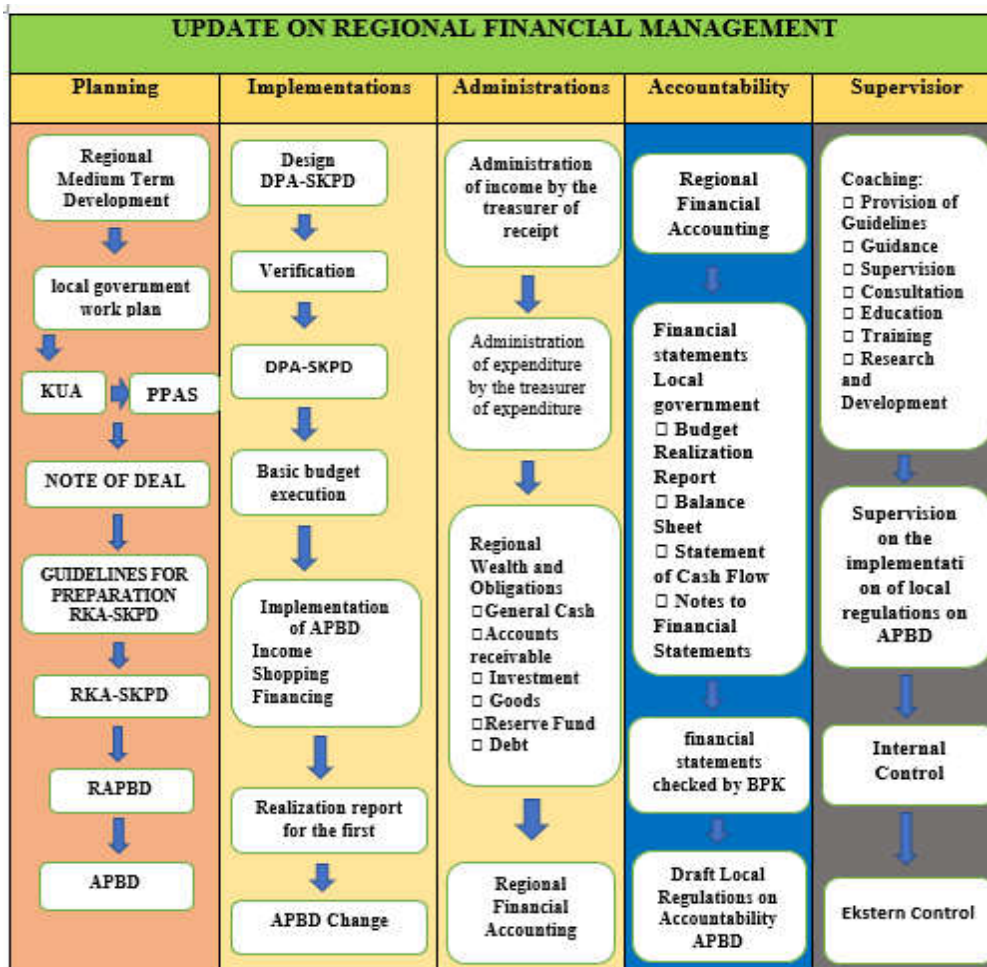 UPDATE ON REGIONAL FINANCIAL MANAGEMENT
Planning
Implementations
Administrations
Accountability
Supervisior
Regional
Medium Term
Development
local government
work plan
KUA
PPAS
NOTE OF DEAL
GUIDELINES FOR
PREPARATION
RKA-SKPD
RKA-SKPD
RAPBD
APBD
Design
DPA-SKPD
Verification
DPA-SKPD
Basic budget
execution
Implementation
of APBD
Income
Shopping
Financing
Realization report
for the first
APBD Change
Administration
of income by the
treasurer of
receipt
Administration
of expenditure
by the treasurer
of expenditure
Regional
Wealth and
Obligations
□General Cash
□Accounts
receivable
□ Investment
□ Goods
□Reserve Fund
□ Debt
Regional
Financial
Accounting
Regional
Financial
Accounting
Financial
statements
Local
government
□ Budget
Realization
Report
□ Balance
Sheet
□ Statement
of Cash Flow
□ Notes to
Financial
Statements
financial
statements
checked by BPK
Draft Local
Regulations on
Accountability
APBD
Coaching:
□ Provision of
Guidelines
□ Guidance
□ Supervision
□ Consultation
□ Education
□ Training
□ Research
and
Development
Supervision
on the
implementati
on of local
regulations on
APBD
Internal
Control
Ekstern Control